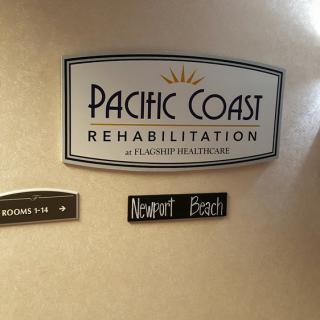 PACIFIC COAST
REHABILITATION
at FLAGSHIP HEALTHCARE
ROOMS 1-14 →
Newport Beach